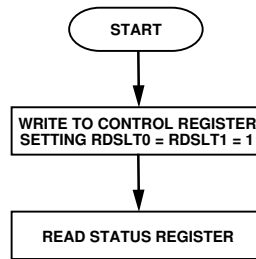 START
WRITE TO CONTROL REGISTER
SETTING RDSLT0 = RDSLT1 = 1
READ STATUS REGISTER